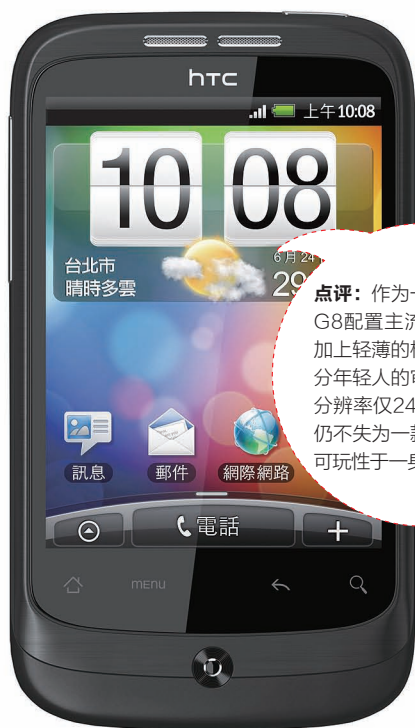 hTC
上午10:08
10 08
台北市
晴時多雲
6月24
29
訊息
郵件
網際網路
電話
MENU
点评：作为一
G8配置主流
加上轻薄的机
分年轻人的审
分辨率仅24
仍不失为一款
可玩性于一身